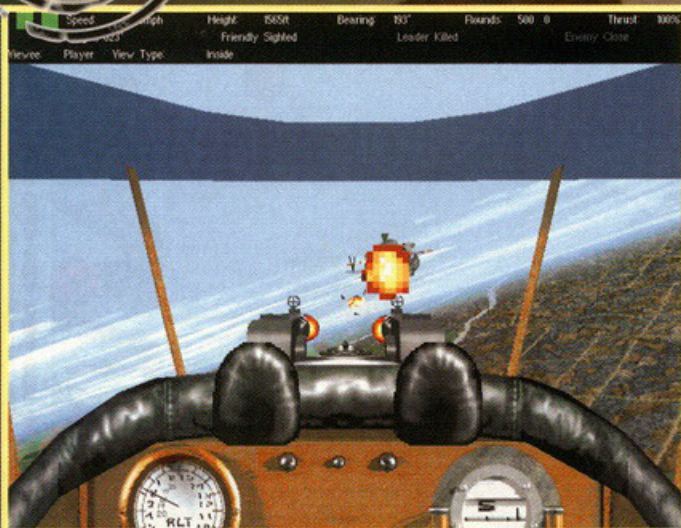 Speed mph Height 1565ft Bearing: 193° Rounds: 500 0 Thrust: 100%
Friendly Sighted Leader Killed Enemy Close
Viewee: Player View Type: Inside
ALT
S